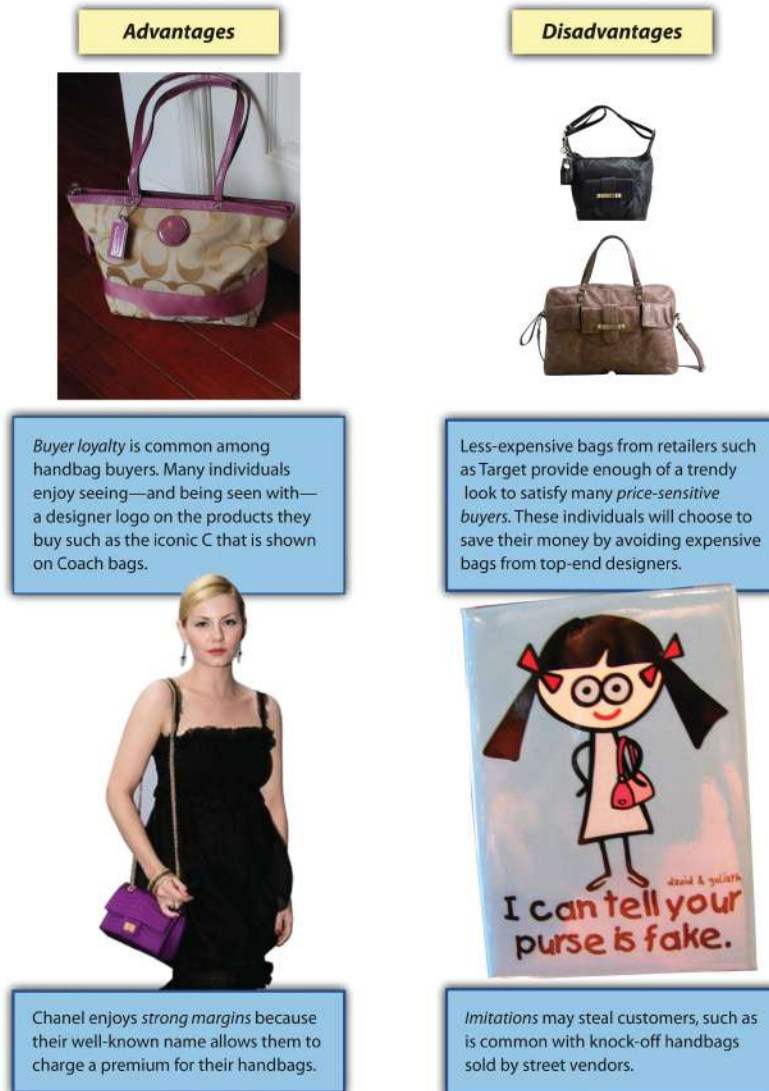 Advantages
Disadvantages
Buyer loyalty is common among
handbag buyers. Many individuals
enjoy seeing—and being seen with—
a designer logo on the products they
buy such as the iconic C that is shown
on Coach bags.
Less-expensive bags from retailers such
as Target provide enough of a trendy
look to satisfy many price-sensitive
buyers. These individuals will choose to
save their money by avoiding expensive
bags from top-end designers.
david & goliath
I can tell your
purse is fake.
Chanel enjoys strong margins because
their well-known name allows them to
charge a premium for their handbags.
Imitations may steal customers, such as
is common with knock-off handbags
sold by street vendors.